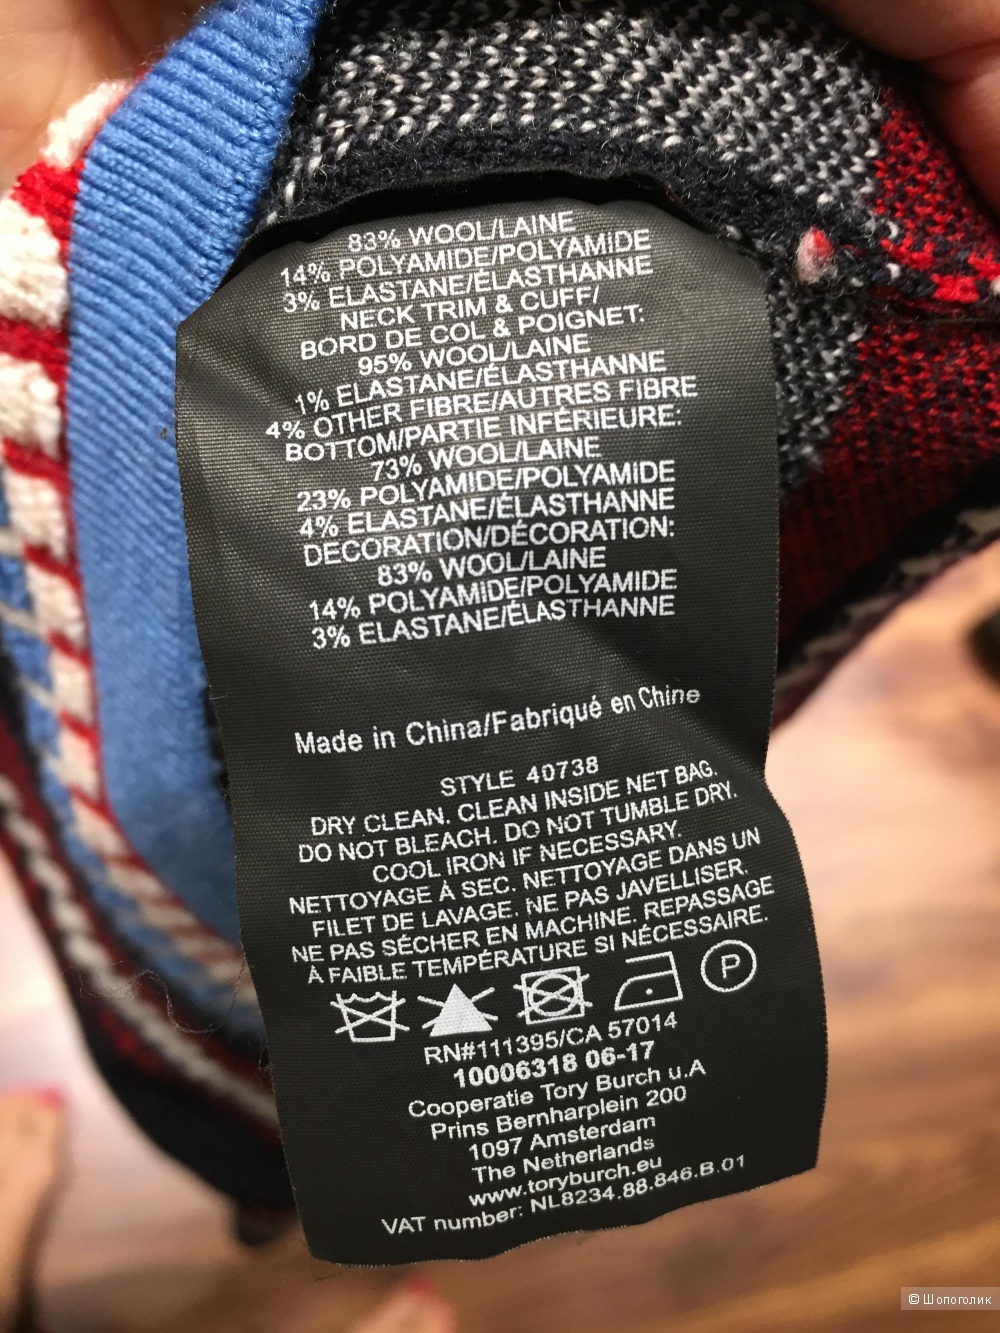 83% WOOL/LAINE
14% POLYAMIDE/POLYAMIDE
3% ELASTANE/ÉLASTHANNE
NECK TRIM & CUFF/
BORD DE COL & POIGNET:
95% WOOL/LAINE
1% ELASTANE/ÉLASTHANNE
4% OTHER FIBRE/AUTRES FIBRE
BOTTOM/PARTIE INFÉRIEURE:
73% WOOL/LAINE
23% POLYAMIDE/POLYAMIDE
4% ELASTANE/ÉLASTHANNE
DECORATION/DÉCORATION:
83% WOOL/LAINE
14% POLYAMIDE/POLYAMIDE
3% ELASTANE/ÉLASTHANNE
Made in China/Fabriqué en Chine
STYLE 40738
DRY CLEAN. CLEAN INSIDE NET BAG.
DO NOT BLEACH. DO NOT TUMBLE DRY.
COOL IRON IF NECESSARY.
NETTOYAGE À SEC. NETTOYAGE DANS UN
FILET DE LAVAGE. NE PAS JAVELLISER.
NE PAS SÉCHER EN MACHINE. REPASSAGE
À FAIBLE TEMPÉRATURE SI NÉCESSAIRE.
P
RN#111395/CA 57014
10006318 06-17
Cooperatie Tory Burch u.A
Prins Bernharplein 200
1097 Amsterdam
The Netherlands
www.toryburch.eu
VAT number: NL8234.88.846.B.01
© Шопоголик